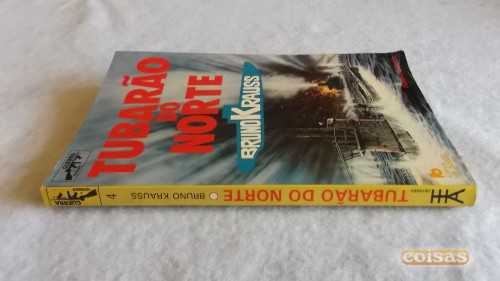 TUBARÃO
DO
NORTE
BRUNO KRAUSS
GUERRA
4
BRUNO KRAUSS
TUBARÃO DO NORTE
coisas